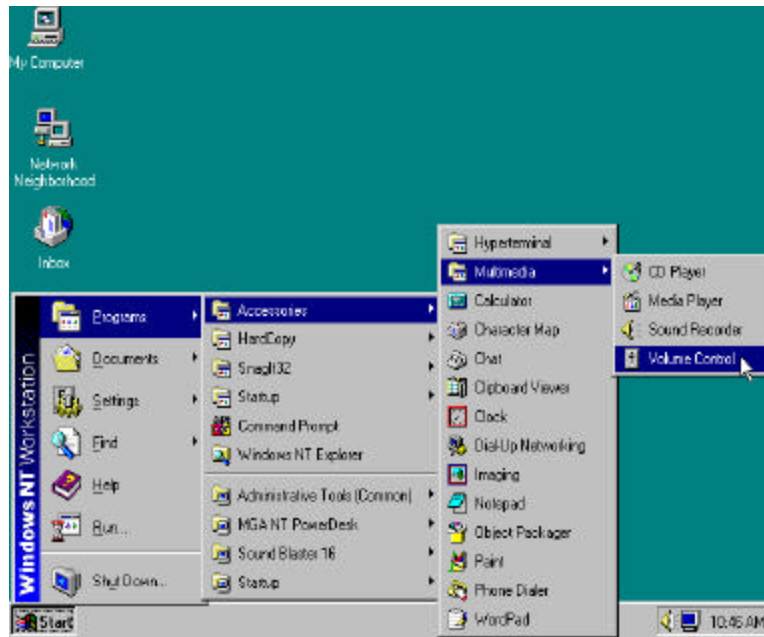 My Computer
Network
Neighborhood
Inbox
Windows NT Workstation
Programs
Documents
Settings
Find
Help
Run...
Shut Down...
Accessories
HardCopy
SnagIt32
Startup
Command Prompt
Windows NT Explorer
Administrative Tools (Common)
MGA NT PowerDesk
Sound Blaster 16
Startup
Hyperterminal
Multimedia
Calculator
Character Map
Chat
Clipboard Viewer
Clock
Dial-Up Networking
Imaging
Notepad
Object Packager
Paint
Phone Dialer
WordPad
CD Player
Media Player
Sound Recorder
Volume Control
Start
10:46 AM